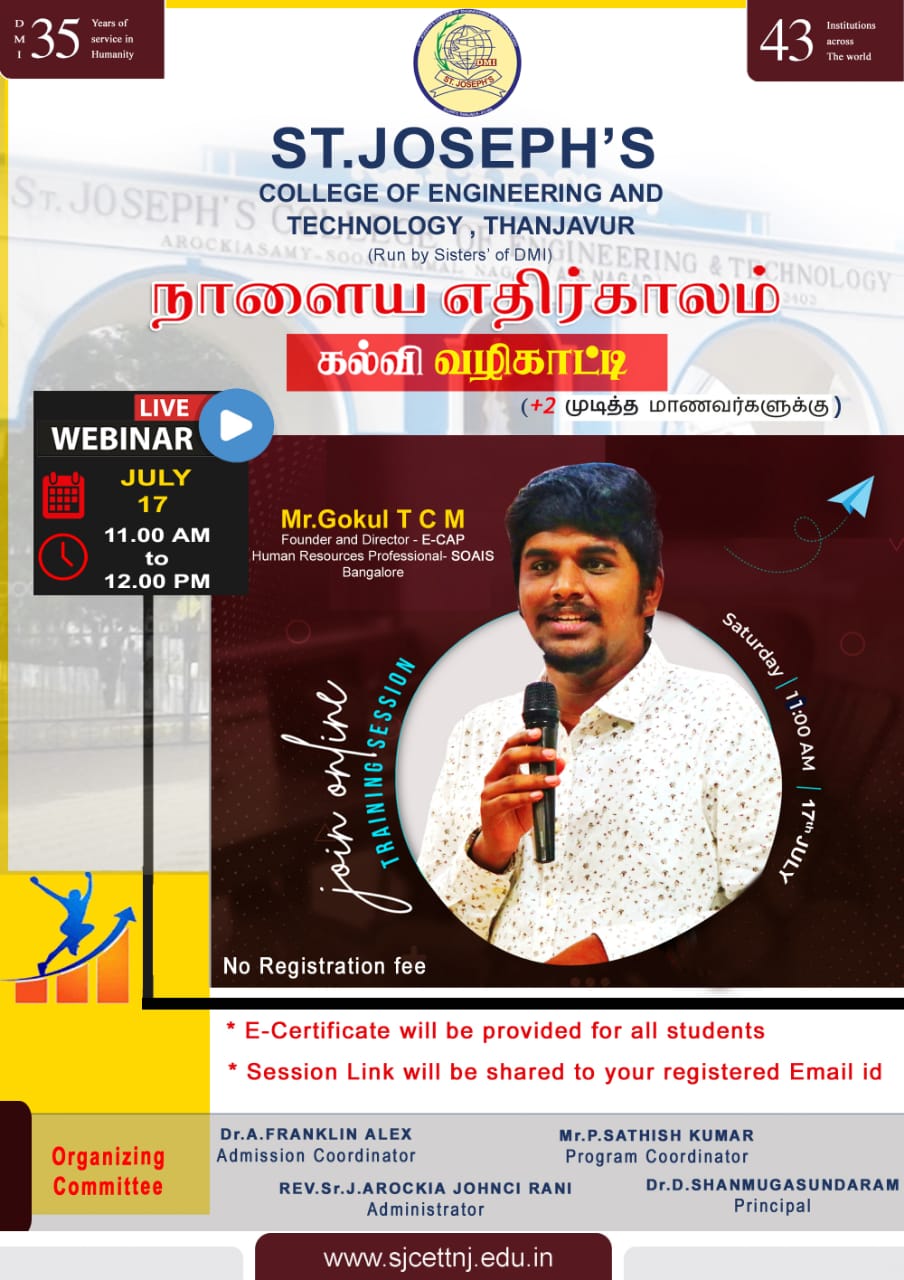 D M I
35
Years of
service in
Humanity
43
Institutions
across
The world
DMI
ST. JOSEPH'S
ST.JOSEPH'S
COLLEGE OF ENGINEERING AND
TECHNOLOGY , THANJAVUR
(Run by Sisters' of DMI)
ST. JOSEPH'S COLLEGE OF ENGINEERING & TECHNOLOGY
நாளைய எதிர்காலம்
கல்வி வழிகாட்டி
(+2 முடித்த மாணவர்களுக்கு)
LIVE
WEBINAR
JULY
17
11.00 AM
to
12.00 PM
Mr.Gokul T C M
Founder and Director - E-CAP
Human Resources Professional- SOAIS
Bangalore
join online
TRAINING SESSION
Saturday | 11:00 AM | 17th JULY
No Registration fee
* E-Certificate will be provided for all students
* Session Link will be shared to your registered Email id
Organizing
Committee
Dr.A.FRANKLIN ALEX
Admission Coordinator
Mr.P.SATHISH KUMAR
Program Coordinator
REV.Sr.J.AROCKIA JOHNCI RANI
Administrator
Dr.D.SHANMUGASUNDARAM
Principal
www.sjcettnj.edu.in